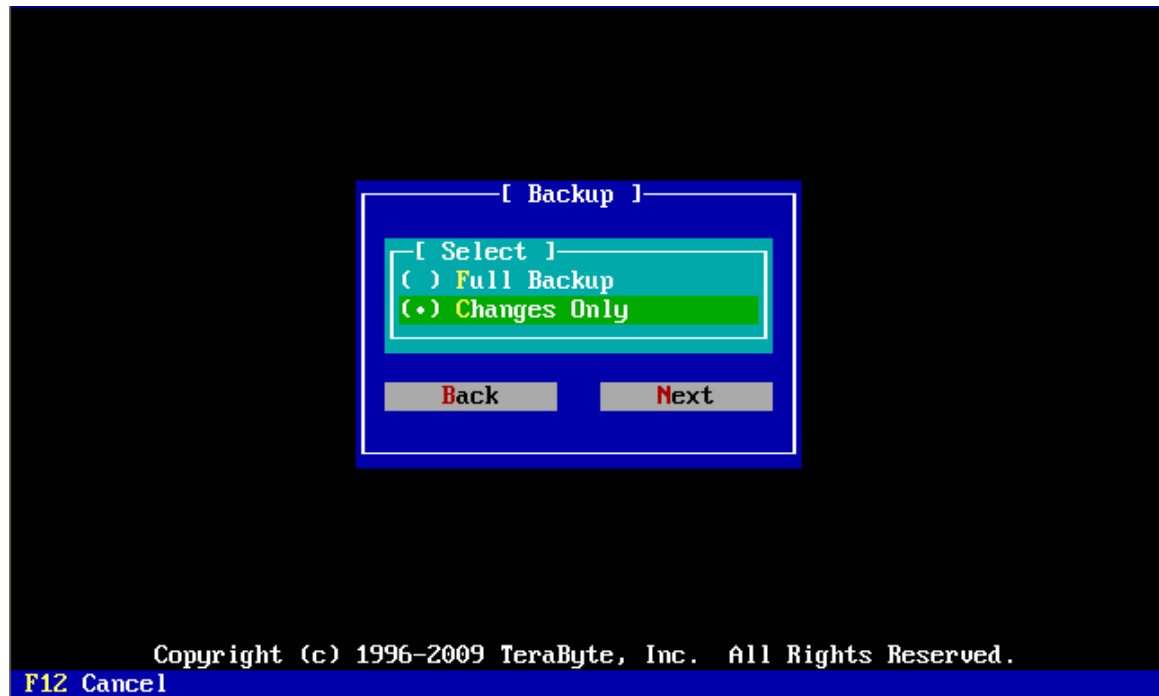 [ Backup ]
[ Select ]
( ) Full Backup
(•) Changes Only
Back Next
Copyright (c) 1996-2009 TeraByte, Inc. All Rights Reserved.
F12 Cancel